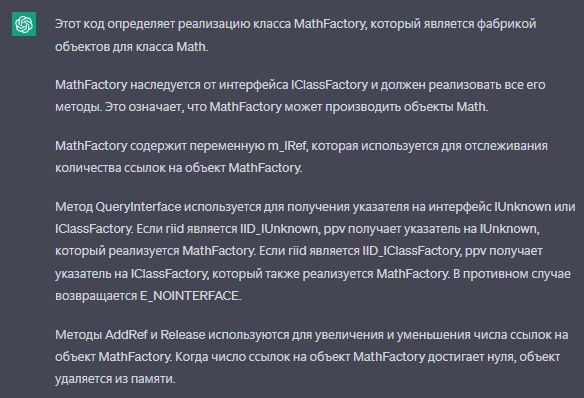 Этот код определяет реализацию класса MathFactory, который является фабрикой
объектов для класса Math.
MathFactory наследуется от интерфейса IClassFactory и должен реализовать все его
методы. Это означает, что MathFactory может производить объекты Math.
MathFactory содержит переменную m_lRef, которая используется для отслеживания
количества ссылок на объект MathFactory.
Метод QueryInterface используется для получения указателя на интерфейс IUnknown или
IClassFactory. Если riid является IID_IUnknown, ppv получает указатель на IUnknown,
который реализуется MathFactory. Если riid является IID_IClassFactory, ppv получает
указатель на IClassFactory, который также реализуется MathFactory. В противном случае
возвращается E_NOINTERFACE.
Методы AddRef и Release используются для увеличения и уменьшения числа ссылок на
объект MathFactory. Когда число ссылок на объект MathFactory достигает нуля, объект
удаляется из памяти.